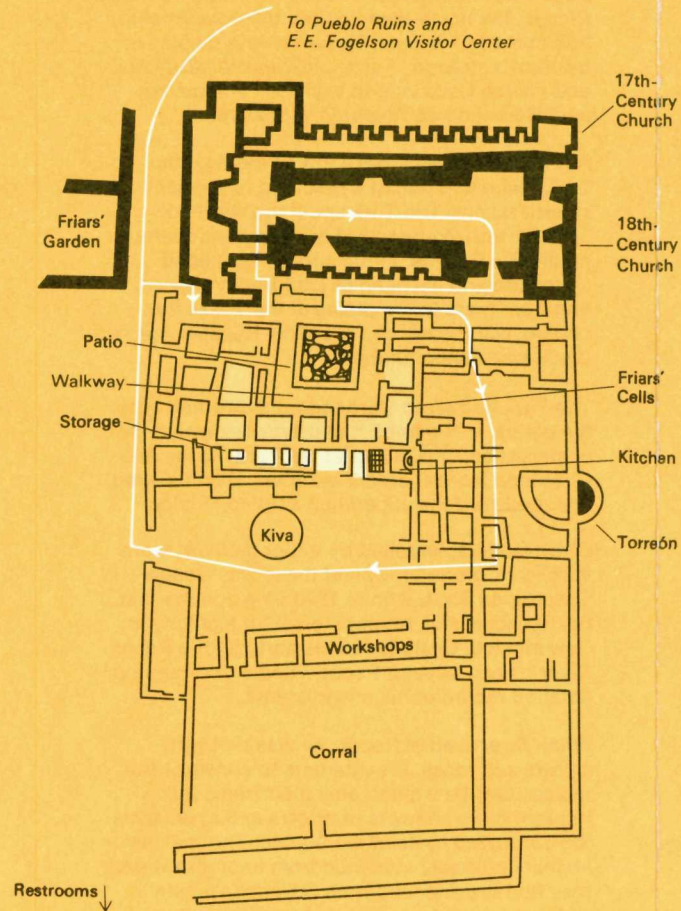 To Pueblo Ruins and
E.E. Fogelson Visitor Center
17th-
Century
Church
Friars'
Garden
18th-
Century
Church
Patio
Walkway
Storage
Friars'
Cells
Kitchen
Kiva
Torreón
Workshops
Corral
Restrooms